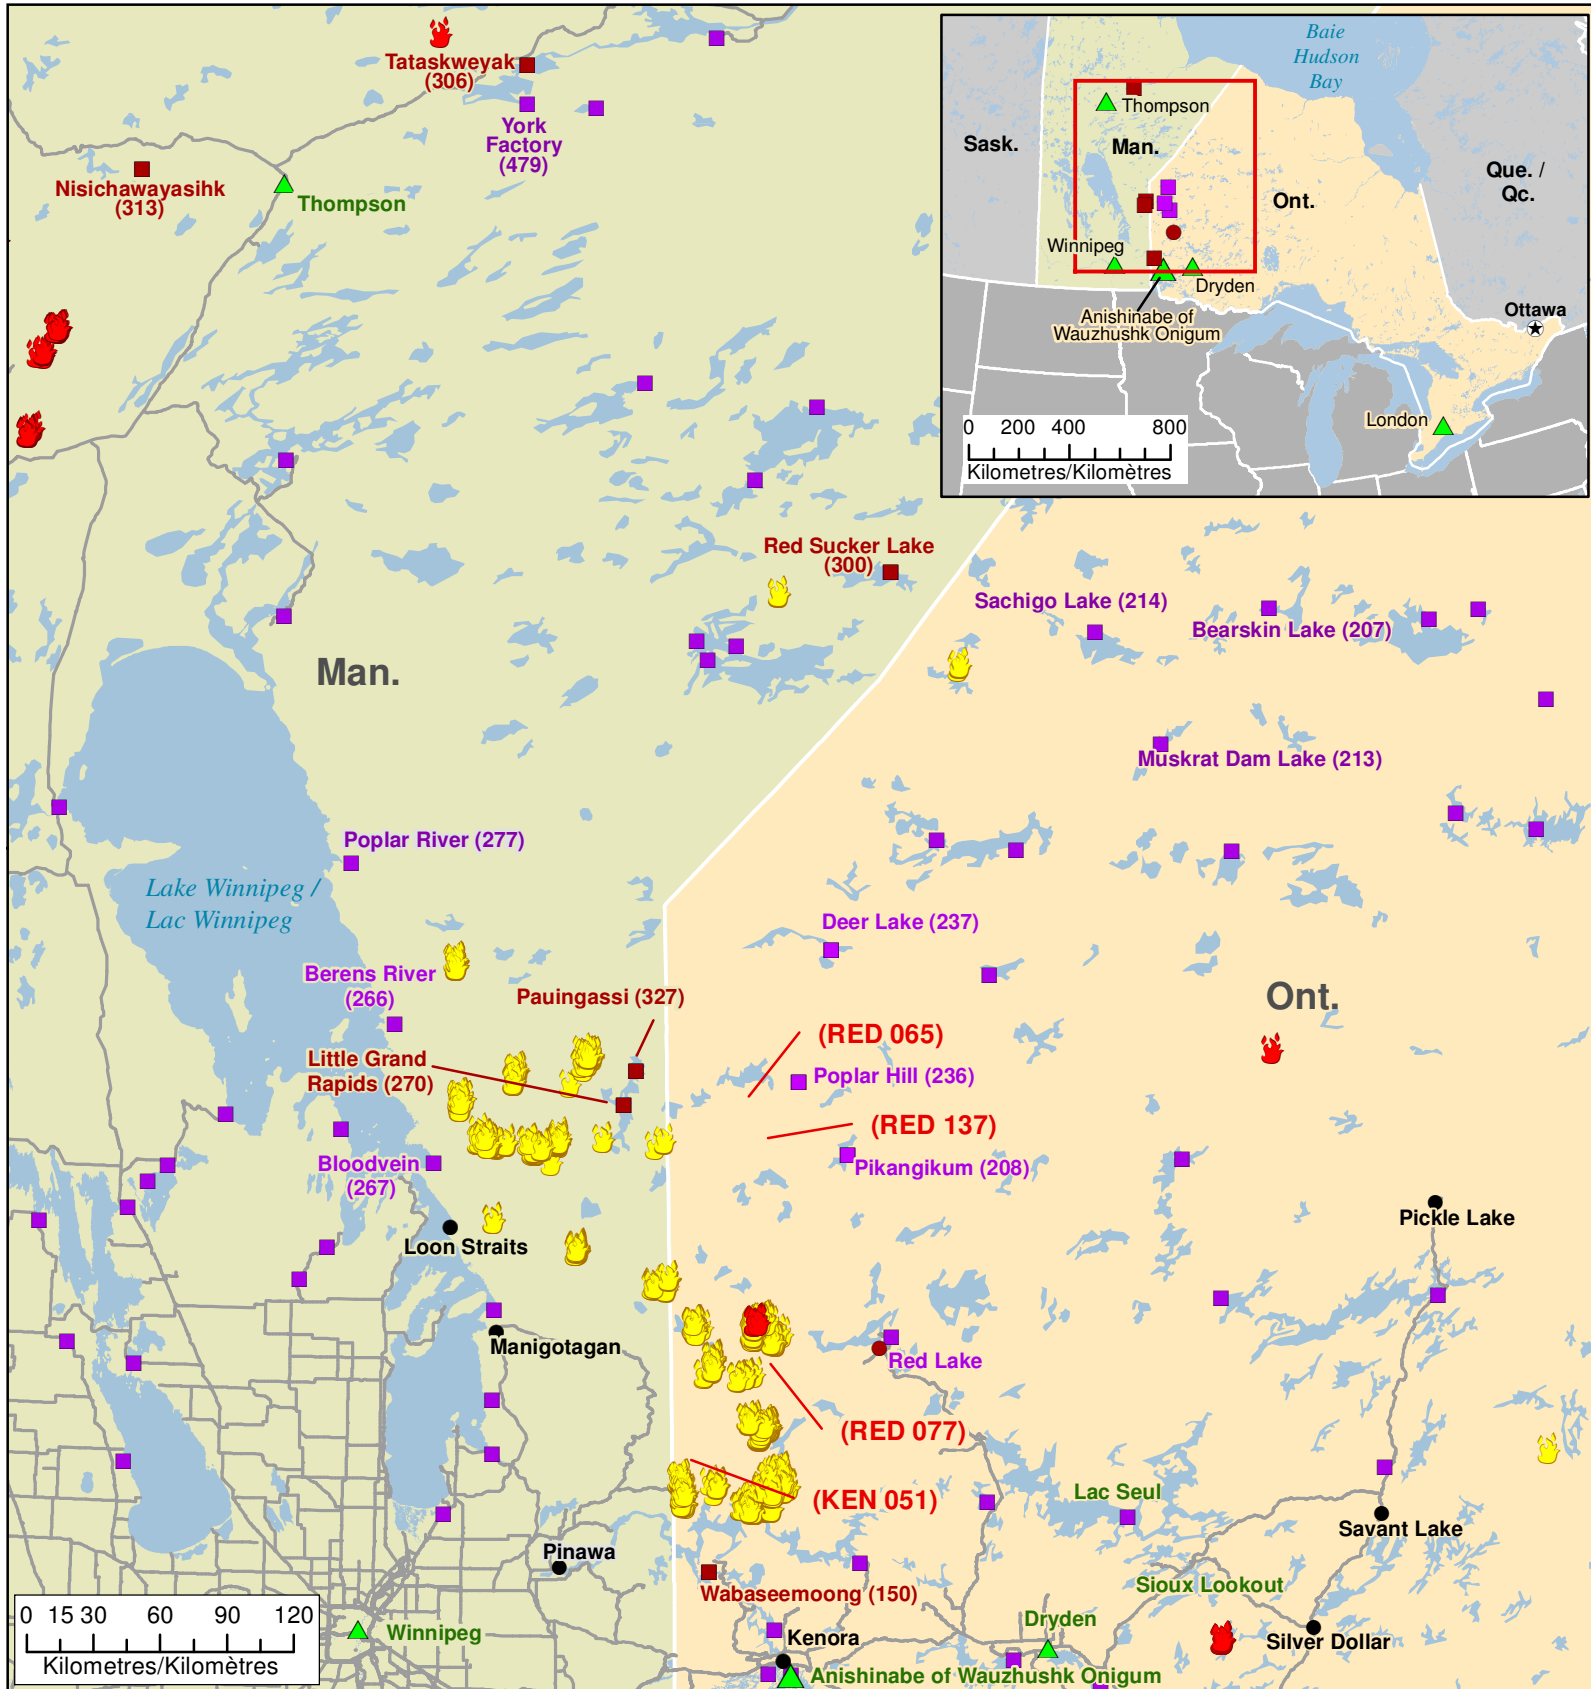 Tataskweyak
(306)
York
Factory
(479)
Nisichawayasihk
(313)
Thompson
Baie
Hudson
Bay
Thompson
Sask.
Man.
Que. /
Qc.
Ont.
Winnipeg
Dryden
Anishinabe of
Wauzhushk Onigum
Ottawa
London
0 200 400 800
Kilometres/Kilomètres
Red Sucker Lake
(300)
Sachigo Lake (214)
Bearskin Lake (207)
Man.
Muskrat Dam Lake (213)
Poplar River (277)
Lake Winnipeg /
Lac Winnipeg
Deer Lake (237)
Berens River
(266)
Pauingassi (327)
Ont.
(RED 065)
Little Grand
Rapids (270)
Poplar Hill (236)
(RED 137)
Bloodvein
(267)
Pikangikum (208)
Pickle Lake
Loon Straits
Manigotagan
Red Lake
(RED 077)
(KEN 051)
Lac Seul
Savant Lake
Pinawa
Wabaseemoong (150)
Sioux Lookout
0 15 30 60 90 120
Kilometres/Kilomètres
Winnipeg
Dryden
Kenora
Silver Dollar
Anishinabe of Wauzhushk Onigum